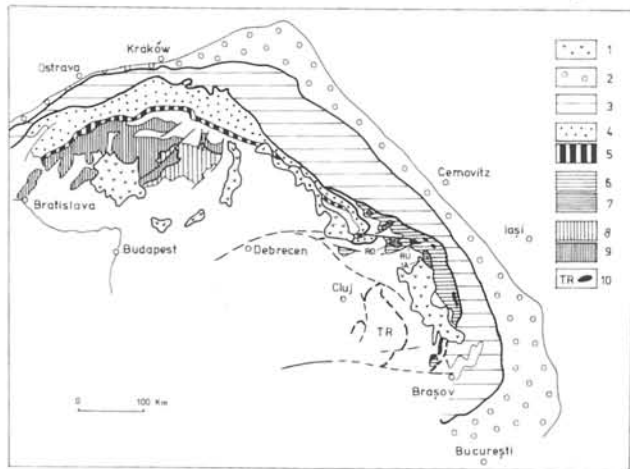 Kraków
Ostrava
Cernovitz
Iași
Bratislava
Budapest
Debrecen
RO
RU
IA
Cluj
TR
Brașov
București
0 100 Km
1
2
3
4
5
6
7
8
9
TR 10